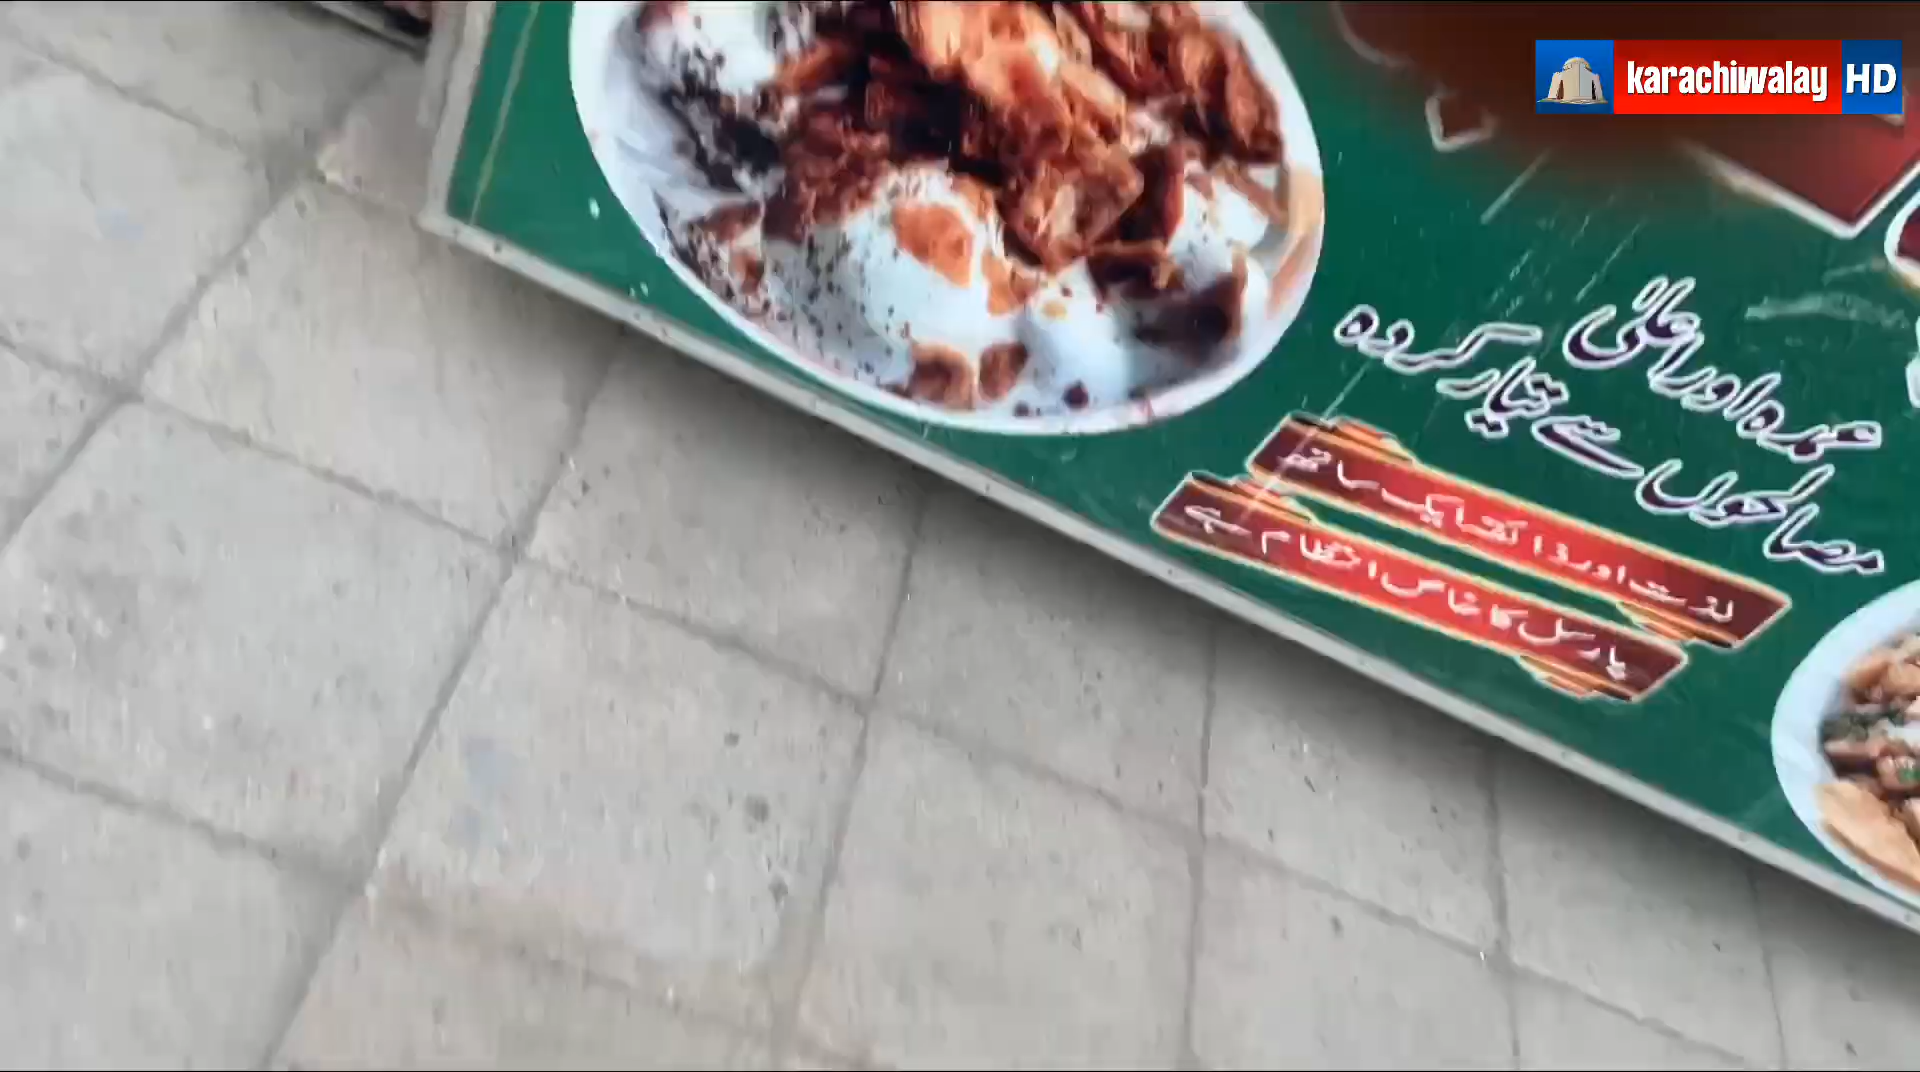 karachiwalay HD
عمدہ اور اعلیٰ
مصالحوں سے تیار کردہ
لذت اور ذائقہ ایک ساتھ
پارسل کا خاص انتظام ہے